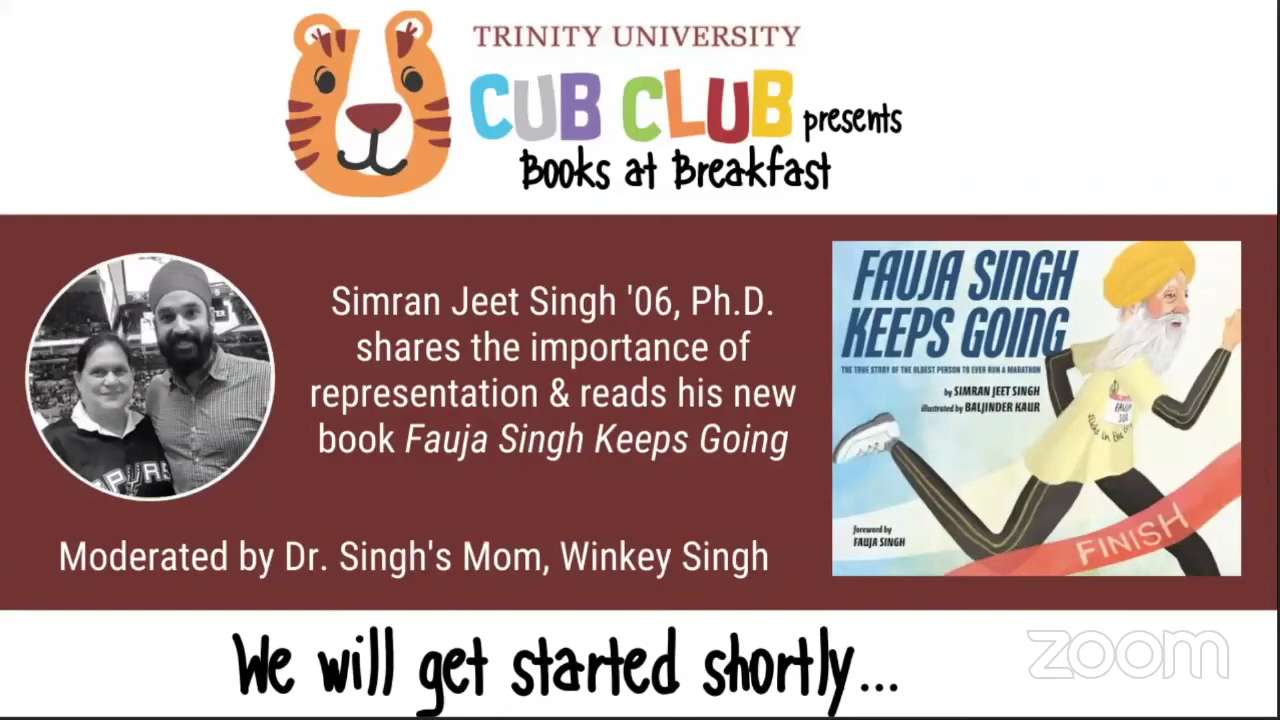 TRINITY UNIVERSITY
CUB CLUB presents
Books at Breakfast
Simran Jeet Singh '06, Ph.D.
shares the importance of
representation & reads his new
book Fauja Singh Keeps Going
Moderated by Dr. Singh's Mom, Winkey Singh
FAUJA SINGH
KEEPS GOING
THE TRUE STORY OF THE OLDEST PERSON TO EVER RUN A MARATHON
by SIMRAN JEET SINGH
illustrated by BALJINDER KAUR
FAUJA
foreword by
FAUJA SINGH
FINISH
We will get started shortly...
zoom